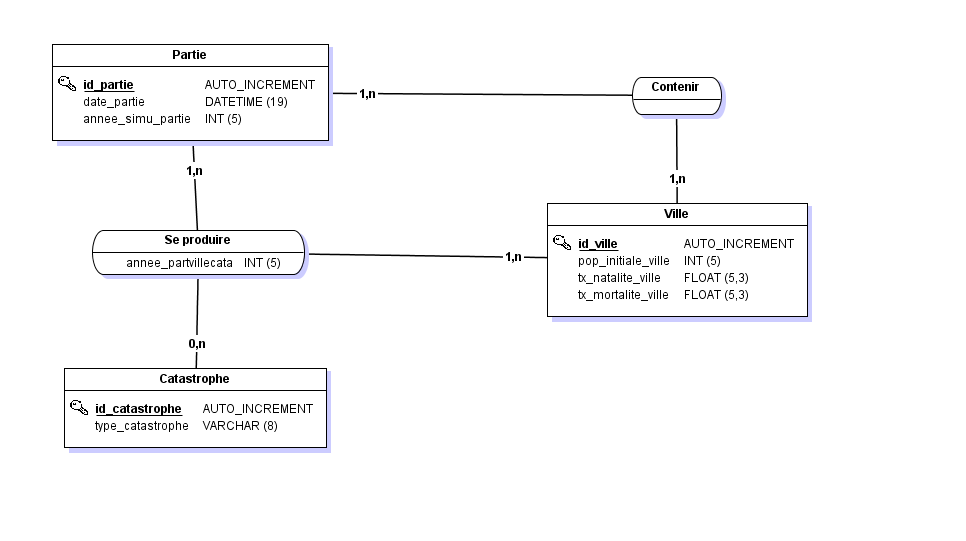 Partie
id_partie AUTO_INCREMENT
date_partie DATETIME (19)
annee_simu_partie INT (5)
1,n
Contenir
1,n
1,n
Ville
id_ville AUTO_INCREMENT
pop_initiale_ville INT (5)
tx_natalite_ville FLOAT (5,3)
tx_mortalite_ville FLOAT (5,3)
Se produire
annee_partvillecata INT (5)
1,n
0,n
Catastrophe
id_catastrophe AUTO_INCREMENT
type_catastrophe VARCHAR (8)